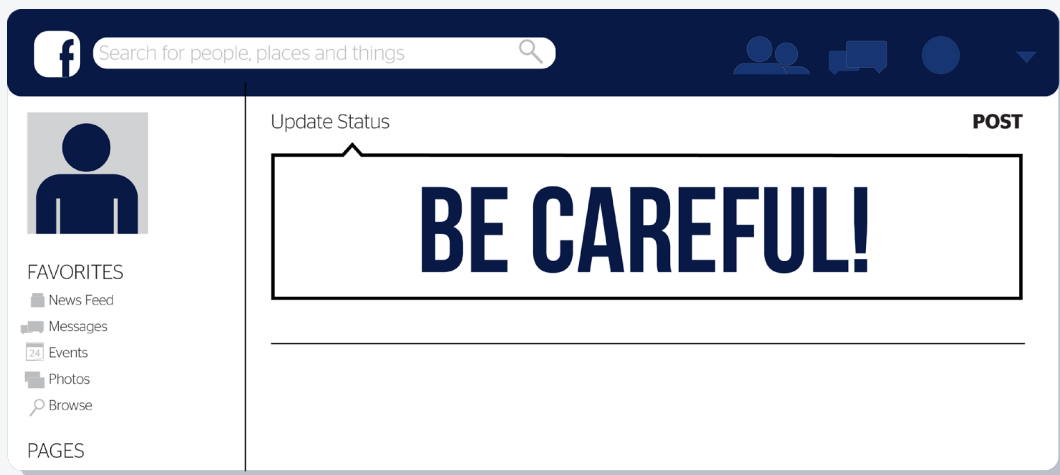 f
Search for people, places and things
Update Status
POST
BE CAREFUL!
FAVORITES
News Feed
Messages
24
Events
Photos
Browse
PAGES